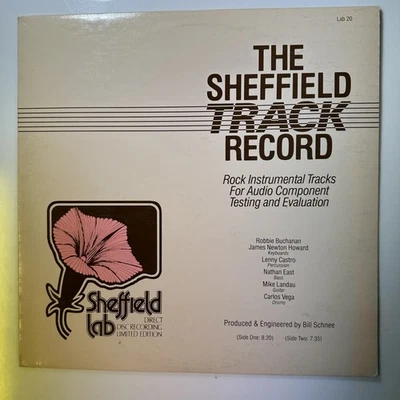 Lab 20
THE
SHEFFIELD
TRACK
RECORD
Rock Instrumental Tracks
For Audio Component
Testing and Evaluation
Robbie Buchanan
James Newton Howard
Keyboards
Lenny Castro
Percussion
Nathan East
Bass
Mike Landau
Guitar
Carlos Vega
Drums
Produced & Engineered by Bill Schnee
(Side One: 8:20) (Side Two: 7:35)
Sheffield
lab
DIRECT
DISC RECORDING
LIMITED EDITION